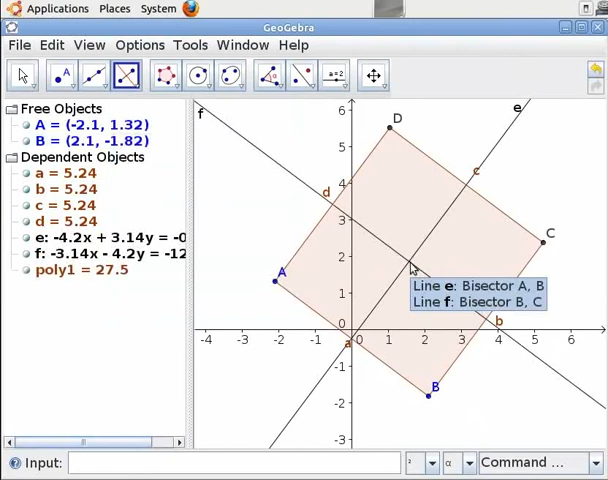 Applications Places System
GeoGebra
File Edit View Options Tools Window Help
A
a=2
Free Objects
A = (-2.1, 1.32)
B = (2.1, -1.82)
Dependent Objects
a = 5.24
b = 5.24
c = 5.24
d = 5.24
e: -4.2x + 3.14y = -0
f: -3.14x - 4.2y = -12
poly1 = 27.5
f
e
D
c
d
C
A
b
a
B
6
5
4
3
2
1
0
-2
-3
-4 -3 -2 -1 0 1 2 3 4 5 6
Line e: Bisector A, B
Line f: Bisector B, C
Input:
2
α
Command ...